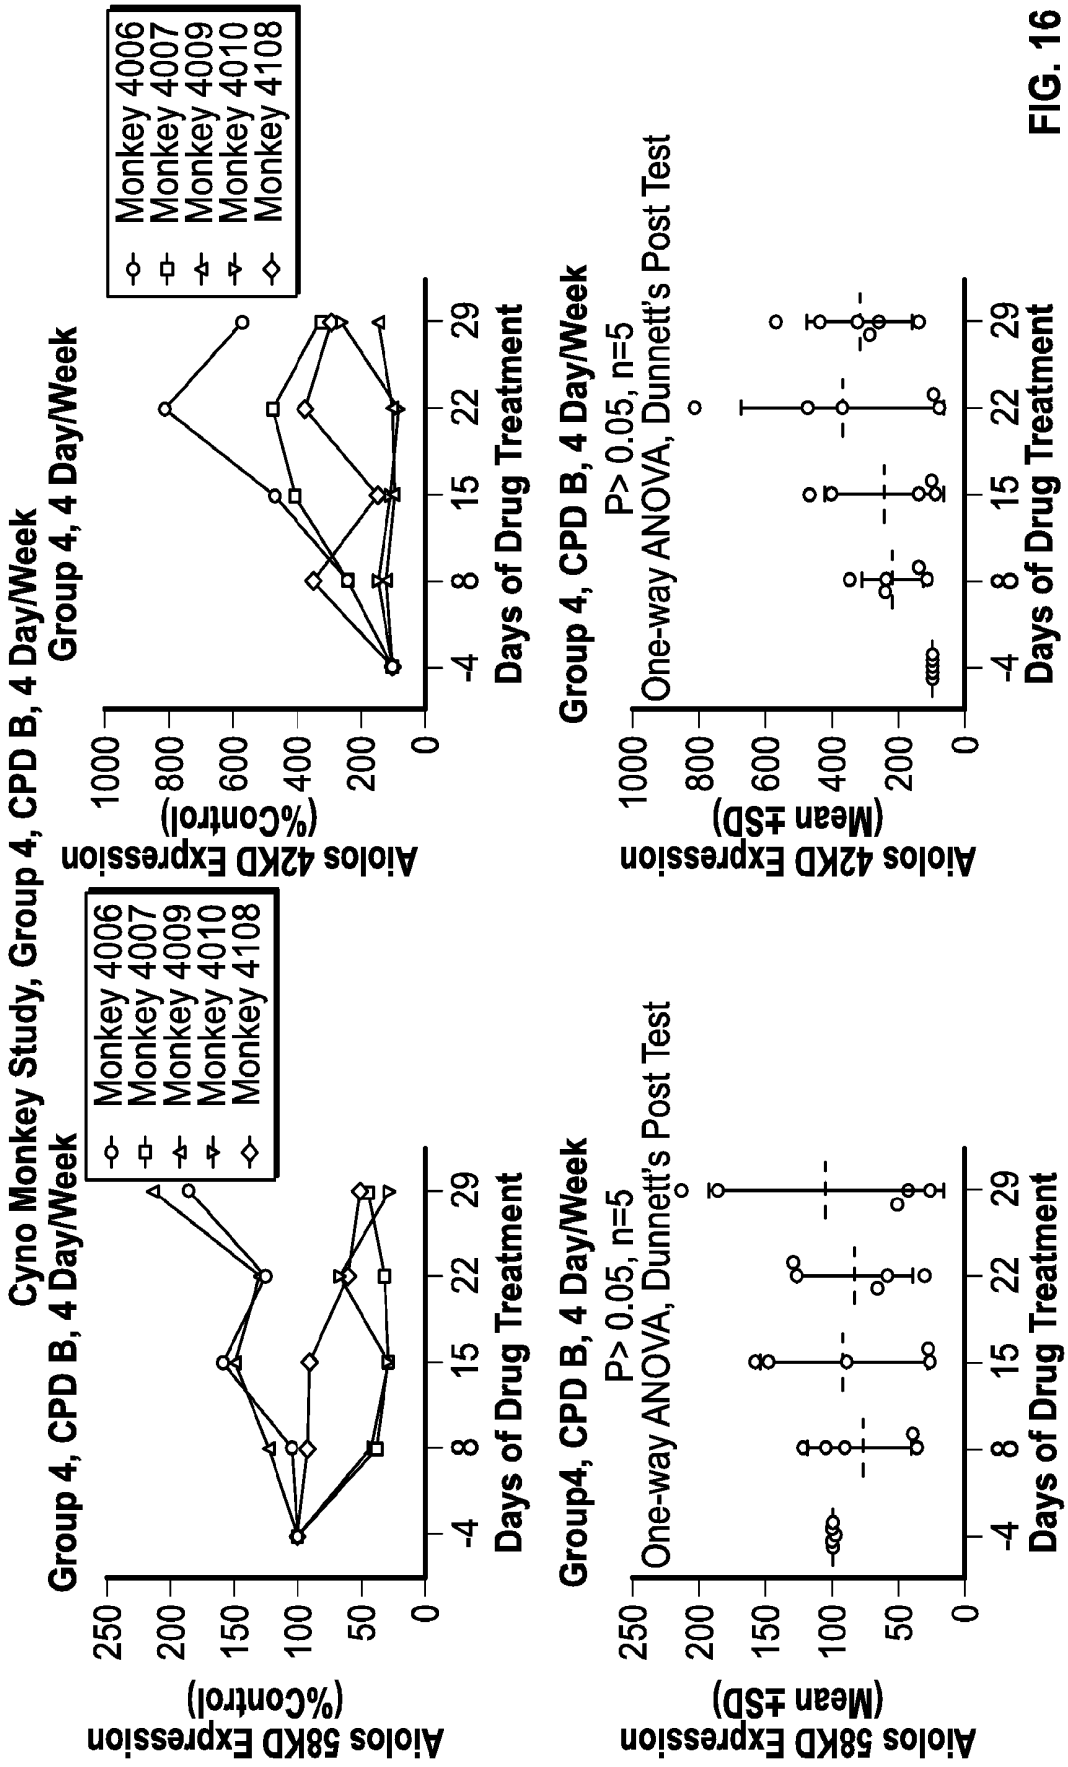 Cyno Monkey Study, Group 4, CPD B, 4 Day/Week
Group 4, CPD B, 4 Day/Week
Aiolos 58KD Expression
(%Control)
250
200
150
100
50
0
-4
8
15
22
29
Days of Drug Treatment
Monkey 4006
Monkey 4007
Monkey 4009
Monkey 4010
Monkey 4108
Group 4, 4 Day/Week
Aiolos 42KD Expression
(%Control)
1000
800
600
400
200
0
-4
8
15
22
29
Days of Drug Treatment
Monkey 4006
Monkey 4007
Monkey 4009
Monkey 4010
Monkey 4108
Group4, CPD B, 4 Day/Week
P> 0.05, n=5
One-way ANOVA, Dunnett's Post Test
Aiolos 58KD Expression
(Mean ±SD)
250
200
150
100
50
0
-4
8
15
22
29
Days of Drug Treatment
Group 4, CPD B, 4 Day/Week
P> 0.05, n=5
One-way ANOVA, Dunnett's Post Test
Aiolos 42KD Expression
(Mean ±SD)
1000
800
600
400
200
0
-4
8
15
22
29
Days of Drug Treatment
FIG. 16